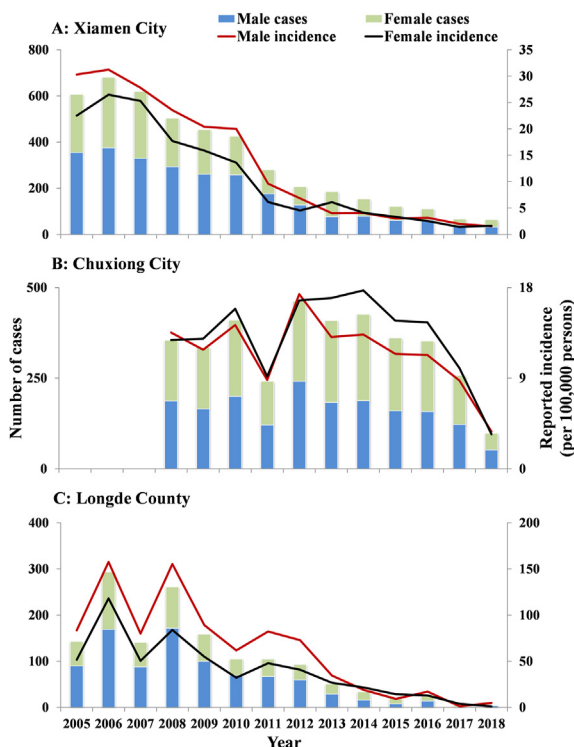 A: Xiamen City
Male cases Female cases
Male incidence Female incidence
800 600 400 200 0
35 30 25 20 15 10 5 0
B: Chuxiong City
500 250 0
18 9 0
Number of cases
Reported incidence
(per 100,000 persons)
C: Longde County
400 300 200 100 0
200 150 100 50 0
2005 2006 2007 2008 2009 2010 2011 2012 2013 2014 2015 2016 2017 2018
Year